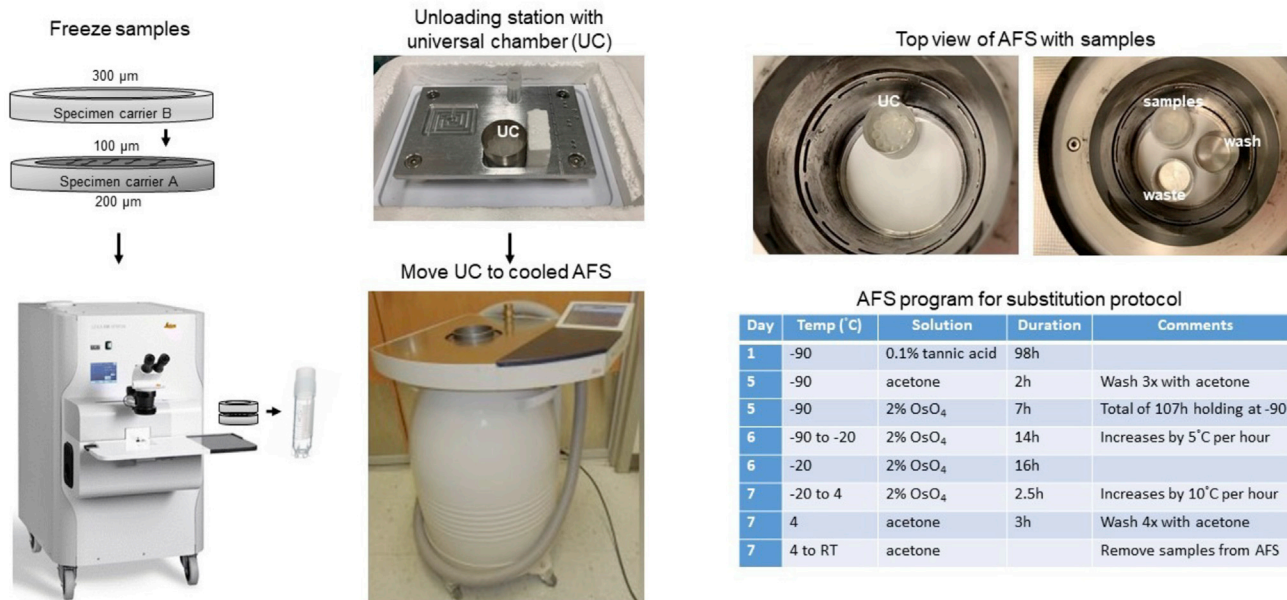 Freeze samples
300 µm
Specimen carrier B
100 µm
Specimen carrier A
200 µm
Unloading station with
universal chamber (UC)
UC
Move UC to cooled AFS
Top view of AFS with samples
UC
samples
wash
waste
AFS program for substitution protocol
Day Temp (˚C) Solution Duration Comments
1 -90 0.1% tannic acid 98h
5 -90 acetone 2h Wash 3x with acetone
5 -90 2% OsO₄ 7h Total of 107h holding at -90
6 -90 to -20 2% OsO₄ 14h Increases by 5˚C per hour
6 -20 2% OsO₄ 16h
7 -20 to 4 2% OsO₄ 2.5h Increases by 10˚C per hour
7 4 acetone 3h Wash 4x with acetone
7 4 to RT acetone Remove samples from AFS